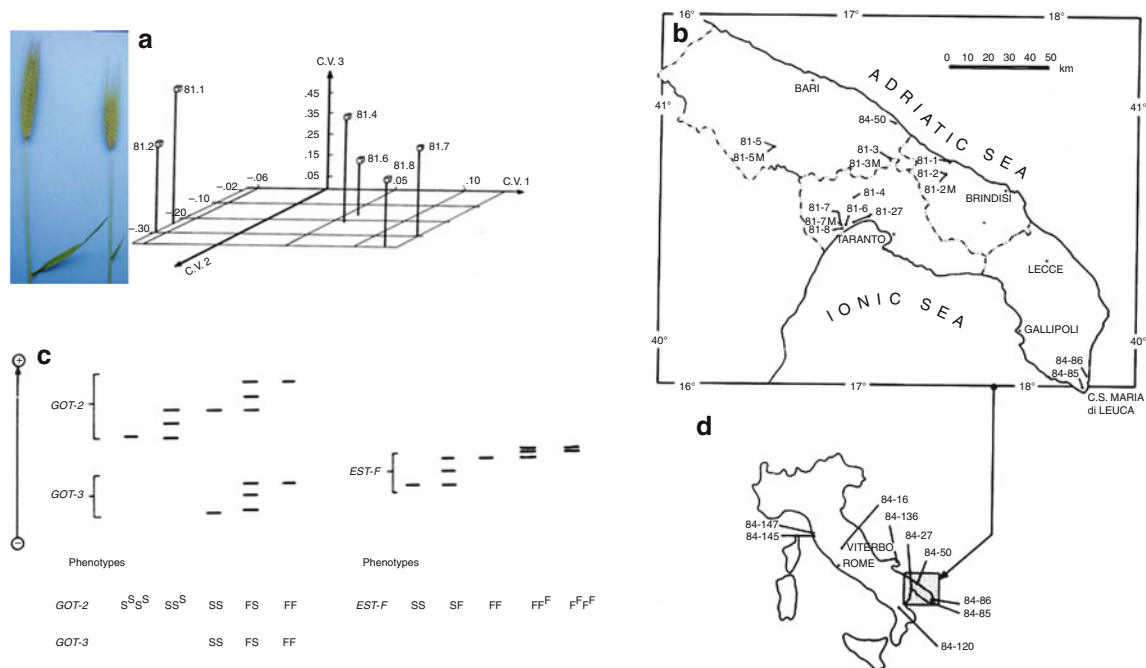 a
C.V. 3
.45
.35
.25
.15
.05
81.1
81.2
81.4
81.6
81.8
81.7
–.02
–.06
–.10
–.20
–.30
.05
.10
C.V. 1
C.V. 2
b
16° 17° 18°
0 10 20 30 40 50
km
41° 41°
BARI
ADRIATIC SEA
84-50
81-5
81-5M
81-3
81-3M
81-1
81-2
81-2M
BRINDISI
81-4
81-7
81-6
81-27
81-7M
81-8
TARANTO
LECCE
IONIC SEA
GALLIPOLI
40° 40°
84-86
84-85
16° 17° 18°
C.S. MARIA
di LEUCA
c
+
GOT-2
GOT-3
–
EST-F
Phenotypes Phenotypes
GOT-2 SˢSˢ SSˢ SS FS FF
EST-F SS SF FF FFᶠ FᶠFᶠ
GOT-3 SS FS FF
d
84-16
84-136
84-147
84-145
84-27
84-50
VITERBO
ROME
84-86
84-85
84-120